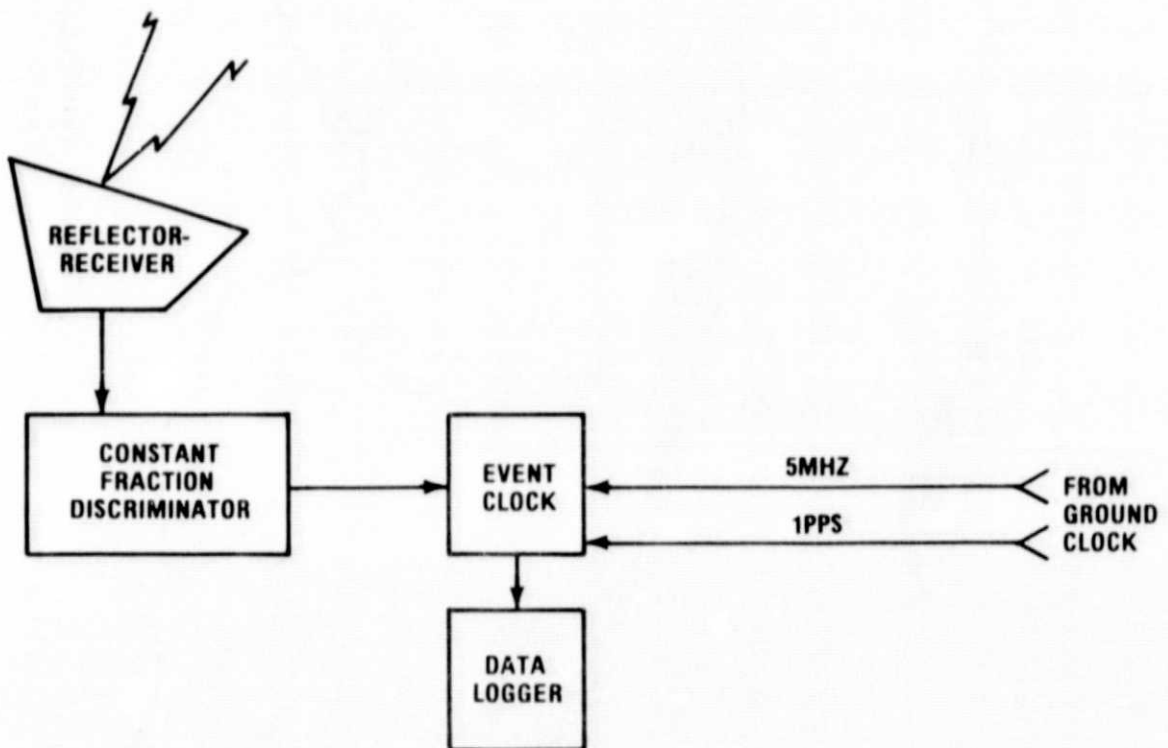 REFLECTOR-
RECEIVER
CONSTANT
FRACTION
DISCRIMINATOR
EVENT
CLOCK
5MHZ
1PPS
FROM
GROUND
CLOCK
DATA
LOGGER